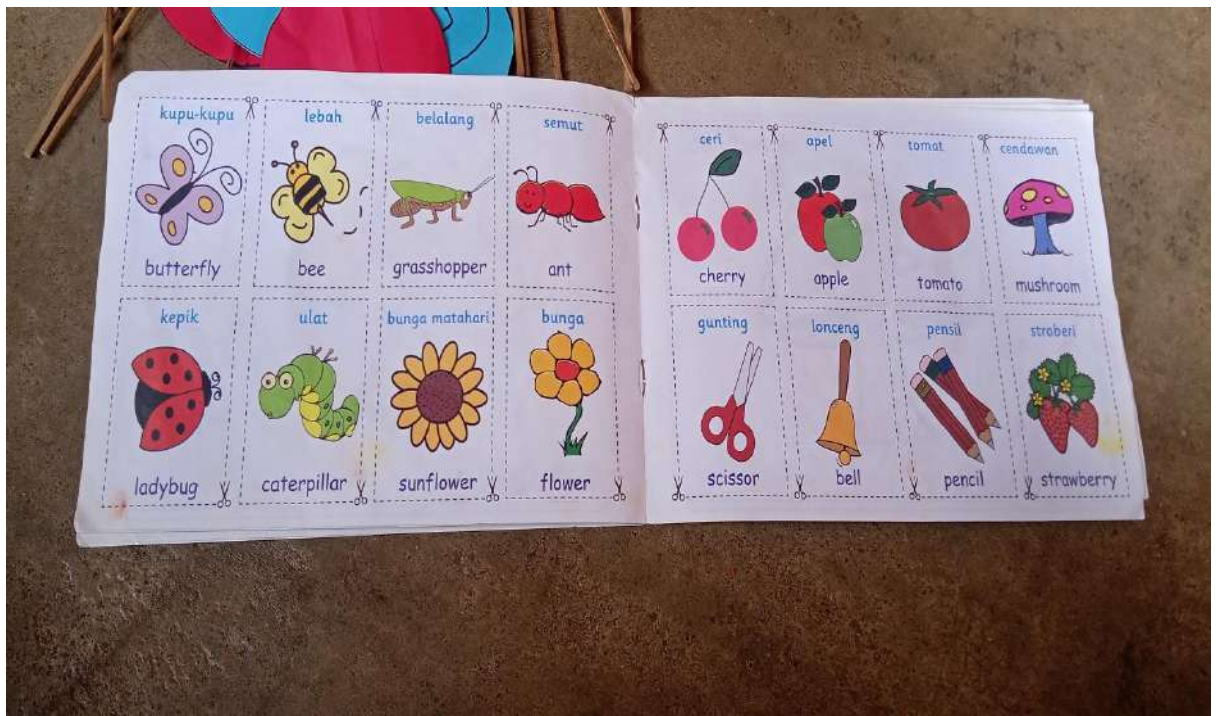 kupu-kupu
butterfly
lebah
bee
belalang
grasshopper
semut
ant
kepik
ladybug
ulat
caterpillar
bunga matahari
sunflower
bunga
flower
ceri
cherry
apel
apple
tomat
tomato
cendawan
mushroom
gunting
scissor
lonceng
bell
pensil
pencil
stroberi
strawberry